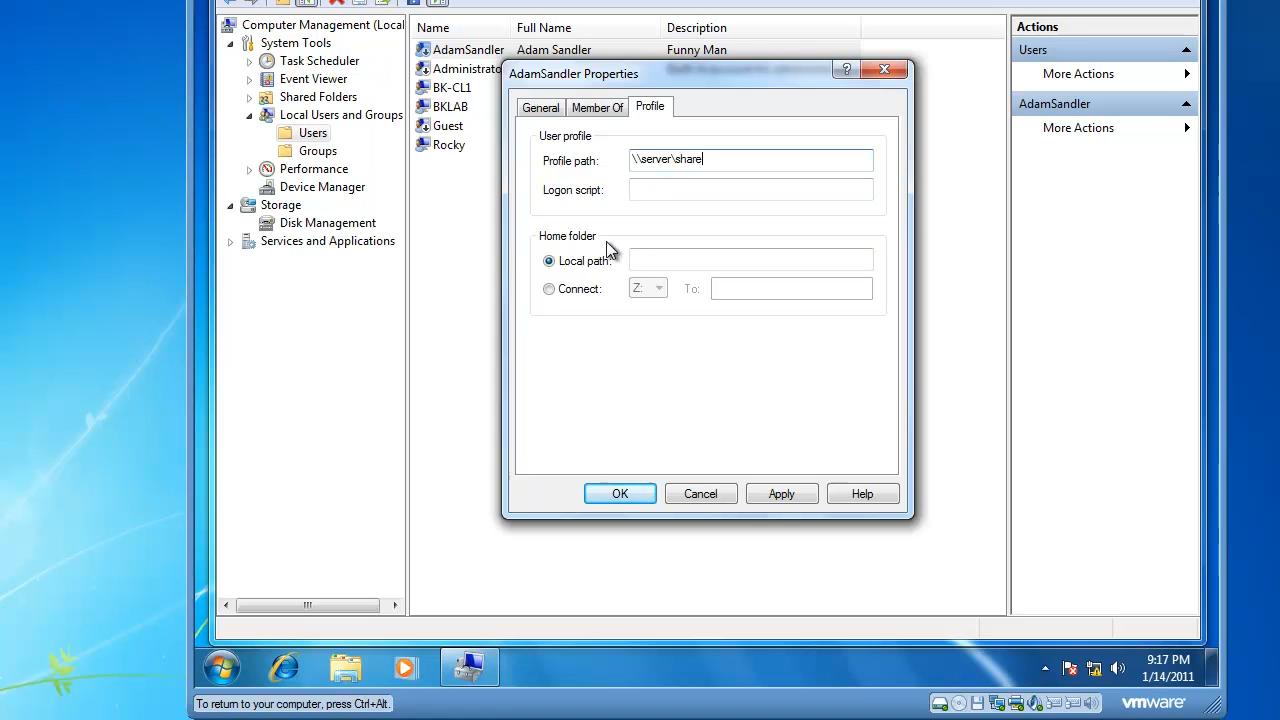 Computer Management (Local
System Tools
Task Scheduler
Event Viewer
Shared Folders
Local Users and Groups
Users
Groups
Performance
Device Manager
Storage
Disk Management
Services and Applications
Name Full Name Description
AdamSandler Adam Sandler Funny Man
Administrato
BK-CL1
BKLAB
Guest
Rocky
AdamSandler Properties
?
General Member Of Profile
User profile
Profile path: \\server\share
Logon script:
Home folder
Local path:
Connect: Z: To:
OK Cancel Apply Help
Actions
Users
More Actions
AdamSandler
More Actions
9:17 PM
1/14/2011
To return to your computer, press Ctrl+Alt.
vmware